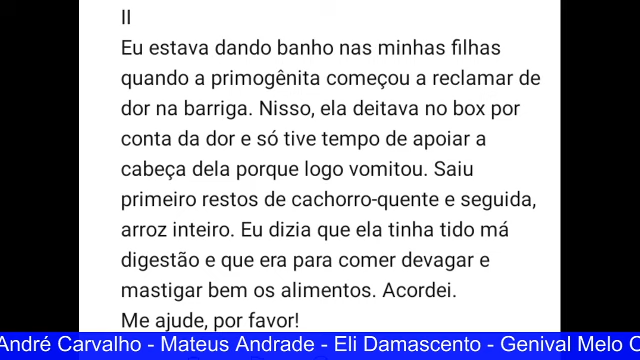 II
Eu estava dando banho nas minhas filhas
quando a primogênita começou a reclamar de
dor na barriga. Nisso, ela deitava no box por
conta da dor e só tive tempo de apoiar a
cabeça dela porque logo vomitou. Saiu
primeiro restos de cachorro-quente e seguida,
arroz inteiro. Eu dizia que ela tinha tido má
digestão e que era para comer devagar e
mastigar bem os alimentos. Acordei.
Me ajude, por favor!
André Carvalho - Mateus Andrade - Eli Damascento - Genival Melo